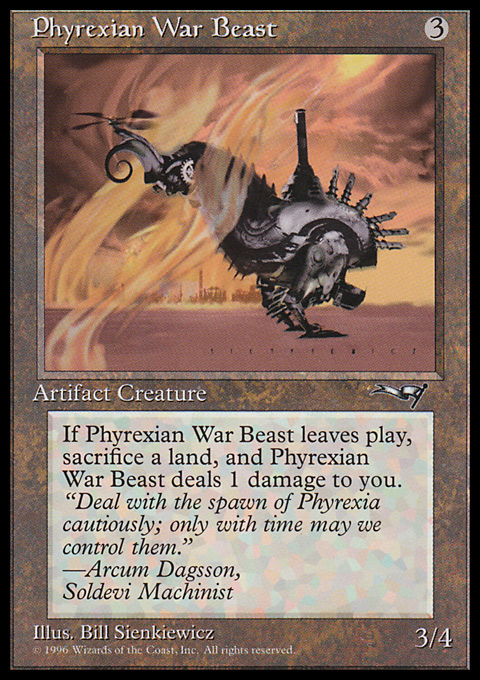 Phyrexian War Beast 3
Artifact Creature
If Phyrexian War Beast leaves play,
sacrifice a land, and Phyrexian
War Beast deals 1 damage to you.
“Deal with the spawn of Phyrexia
cautiously; only with time may we
control them.”
—Arcum Dagsson,
Soldevi Machinist
Illus. Bill Sienkiewicz
3/4
© 1996 Wizards of the Coast, Inc. All rights reserved.